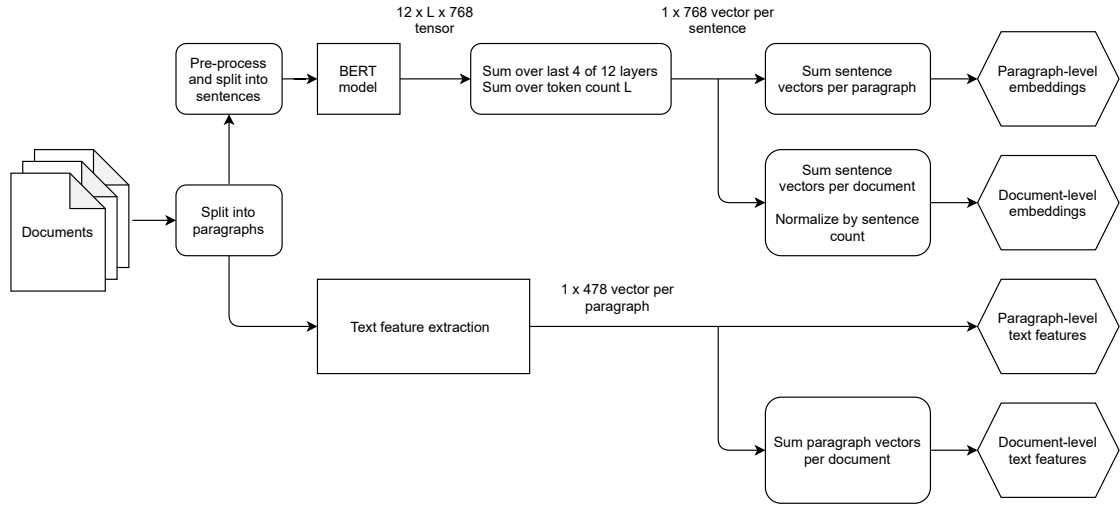 12 x L x 768
tensor
1 x 768 vector per
sentence
Pre-process
and split into
sentences
BERT
model
Sum over last 4 of 12 layers
Sum over token count L
Sum sentence
vectors per paragraph
Paragraph-level
embeddings
Documents
Split into
paragraphs
Sum sentence
vectors per document
Normalize by sentence
count
Document-level
embeddings
1 x 478 vector per
paragraph
Text feature extraction
Paragraph-level
text features
Sum paragraph vectors
per document
Document-level
text features